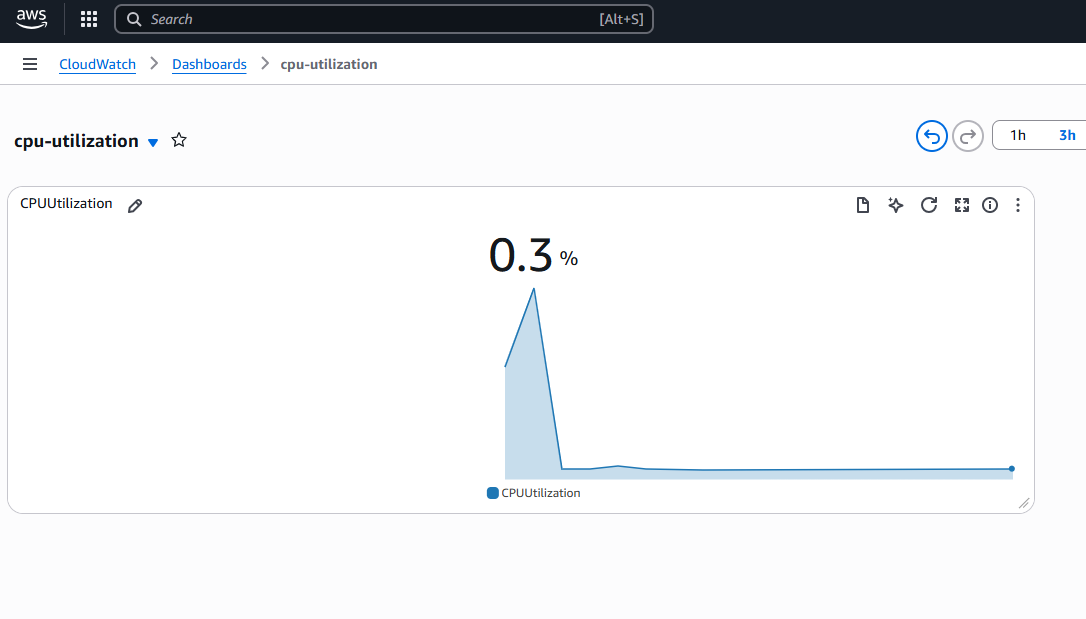 aws
Search [Alt+S]
CloudWatch Dashboards cpu-utilization
cpu-utilization
1h 3h
CPUUtilization
0.3 %
CPUUtilization